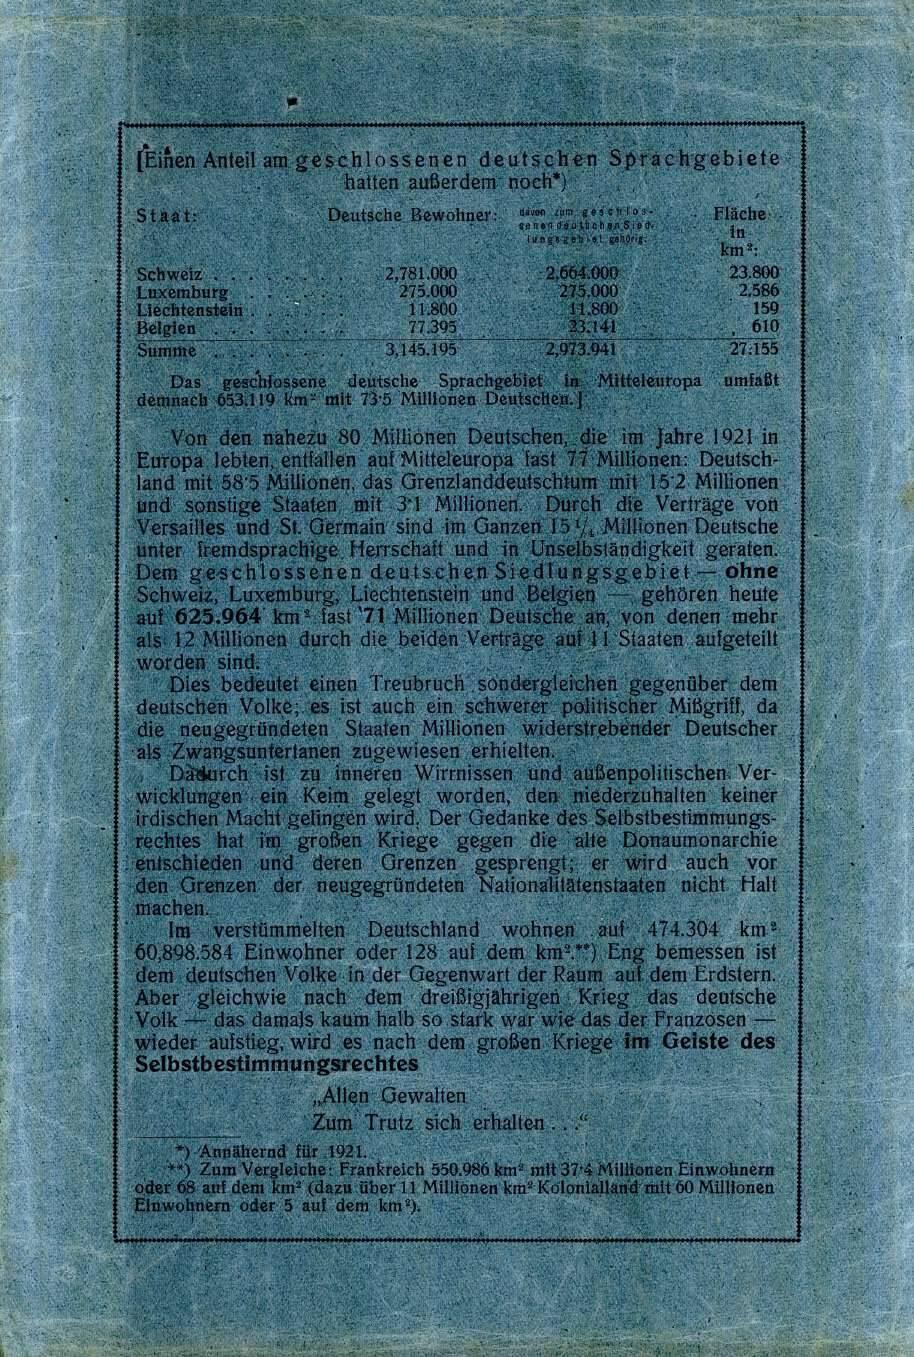 [Einen Anteil am geschlossenen deutschen Sprachgebiete
hatten außerdem noch*)
Staat: Deutsche Bewohner: davon zum geschlos- Fläche
senen deutschen Sied- in
lungsgebiet gehörig: km²:
Schweiz . . . . . . . . 2,781.000 2,664.000 23.800
Luxemburg . . . . . . 275.000 275.000 2.586
Liechtenstein . . . . . . 11.800 11.800 159
Belgien . . . . . . . . 77.395 23.141 610
Summe . . . . . . . . 3,145.195 2,973.941 27.155
Das geschlossene deutsche Sprachgebiet in Mitteleuropa umfaßt
demnach 653.119 km² mit 73·5 Millionen Deutschen.]
Von den nahezu 80 Millionen Deutschen, die im Jahre 1921 in
Europa lebten, entfallen auf Mitteleuropa fast 77 Millionen: Deutsch-
land mit 58·5 Millionen, das Grenzlanddeutschtum mit 15·2 Millionen
und sonstige Staaten mit 3·1 Millionen. Durch die Verträge von
Versailles und St. Germain sind im Ganzen 15¼ Millionen Deutsche
unter fremdsprachige Herrschaft und in Unselbständigkeit geraten.
Dem geschlossenen deutschen Siedlungsgebiet — ohne
Schweiz, Luxemburg, Liechtenstein und Belgien — gehören heute
auf 625.964 km² fast 71 Millionen Deutsche an, von denen mehr
als 12 Millionen durch die beiden Verträge auf 11 Staaten aufgeteilt
worden sind.
Dies bedeutet einen Treubruch sondergleichen gegenüber dem
deutschen Volke; es ist auch ein schwerer politischer Mißgriff, da
die neugegründeten Staaten Millionen widerstrebender Deutscher
als Zwangsuntertanen zugewiesen erhielten.
Dadurch ist zu inneren Wirrnissen und außenpolitischen Ver-
wicklungen ein Keim gelegt worden, den niederzuhalten keiner
irdischen Macht gelingen wird. Der Gedanke des Selbstbestimmungs-
rechtes hat im großen Kriege gegen die alte Donaumonarchie
entschieden und deren Grenzen gesprengt; er wird auch vor
den Grenzen der neugegründeten Nationalitätenstaaten nicht Halt
machen.
Im verstümmelten Deutschland wohnen auf 474.304 km²
60,898.584 Einwohner oder 128 auf dem km².**) Eng bemessen ist
dem deutschen Volke in der Gegenwart der Raum auf dem Erdstern.
Aber gleichwie nach dem dreißigjährigen Krieg das deutsche
Volk — das damals kaum halb so stark war wie das der Franzosen —
wieder aufstieg, wird es nach dem großen Kriege im Geiste des
Selbstbestimmungsrechtes
„Allen Gewalten
Zum Trutz sich erhalten . . .“
*) Annähernd für 1921.
**) Zum Vergleiche: Frankreich 550.986 km² mit 37·4 Millionen Einwohnern
oder 68 auf dem km² (dazu über 11 Millionen km² Kolonialland mit 60 Millionen
Einwohnern oder 5 auf dem km²).